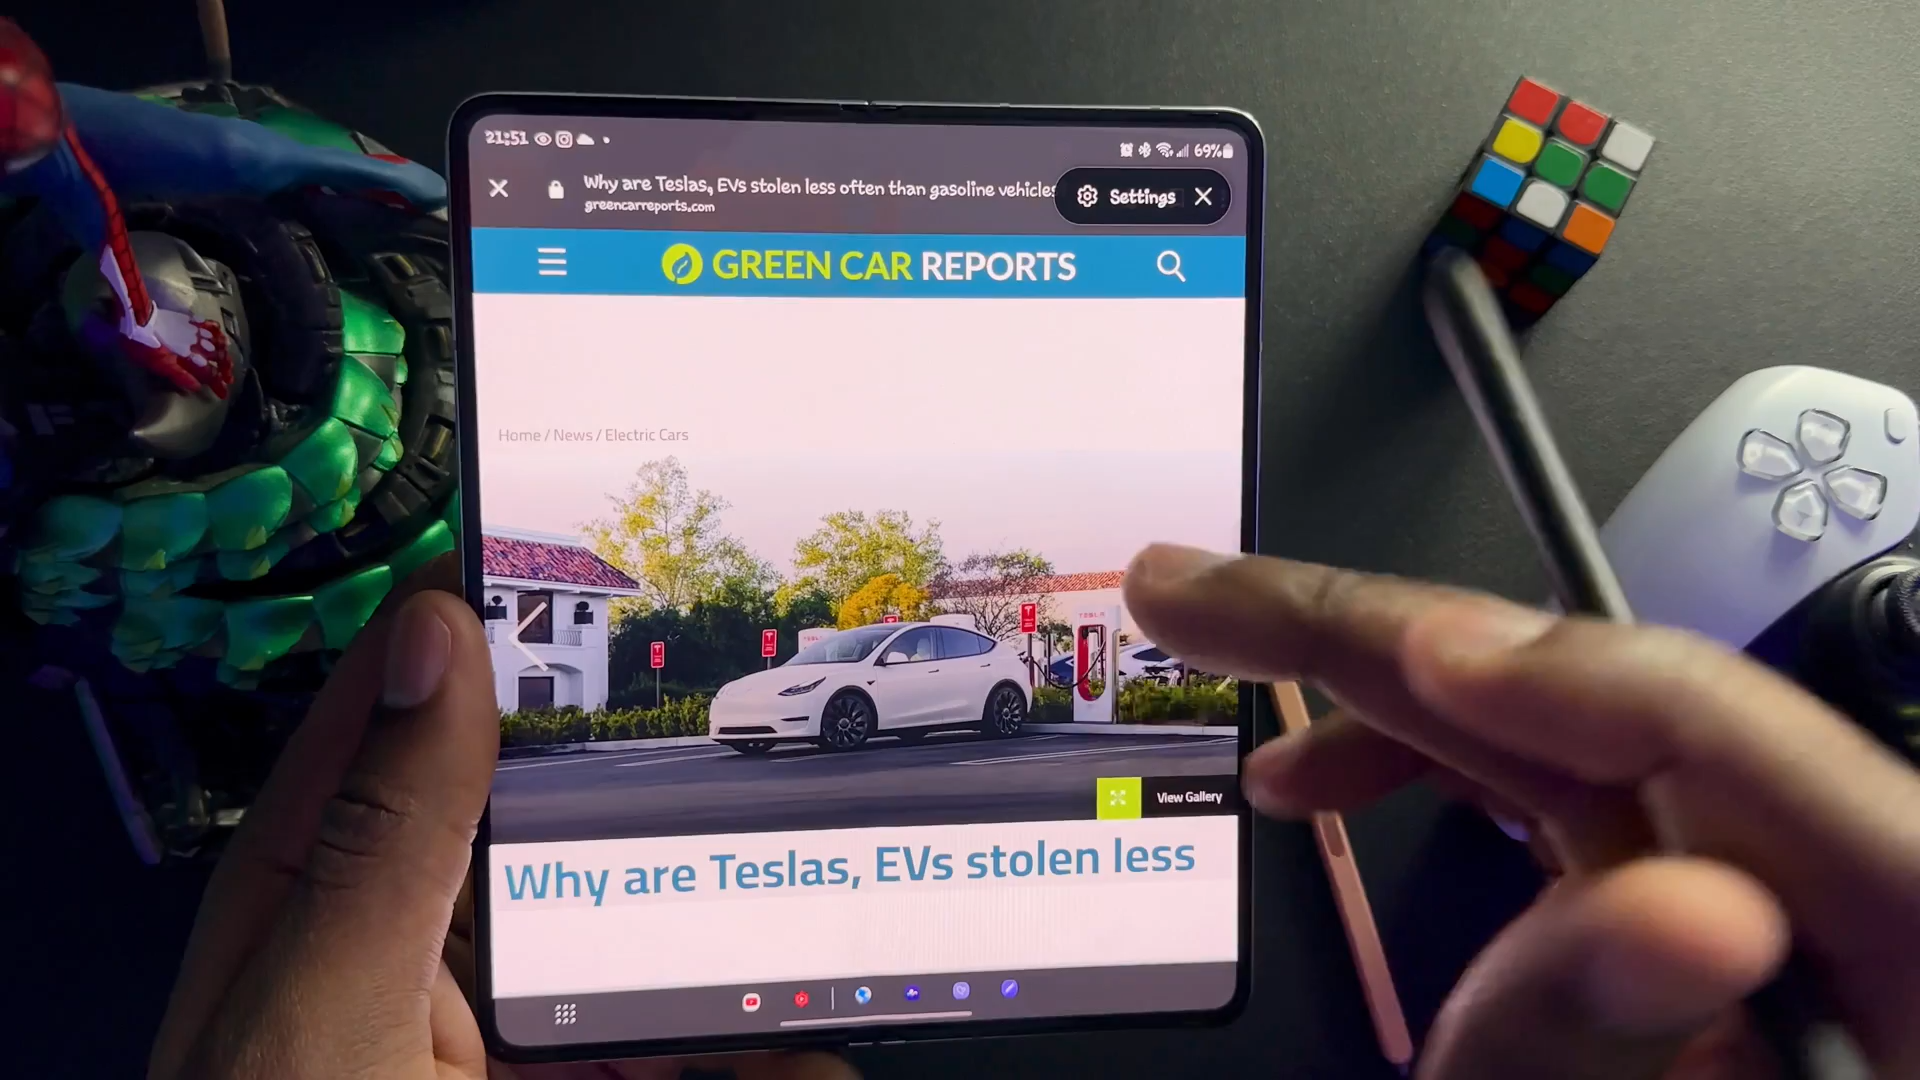 21:51
69%
Why are Teslas, EVs stolen less often than gasoline vehicles
greencarreports.com
Settings
GREEN CAR REPORTS
Home / News / Electric Cars
TESLA
View Gallery
Why are Teslas, EVs stolen less